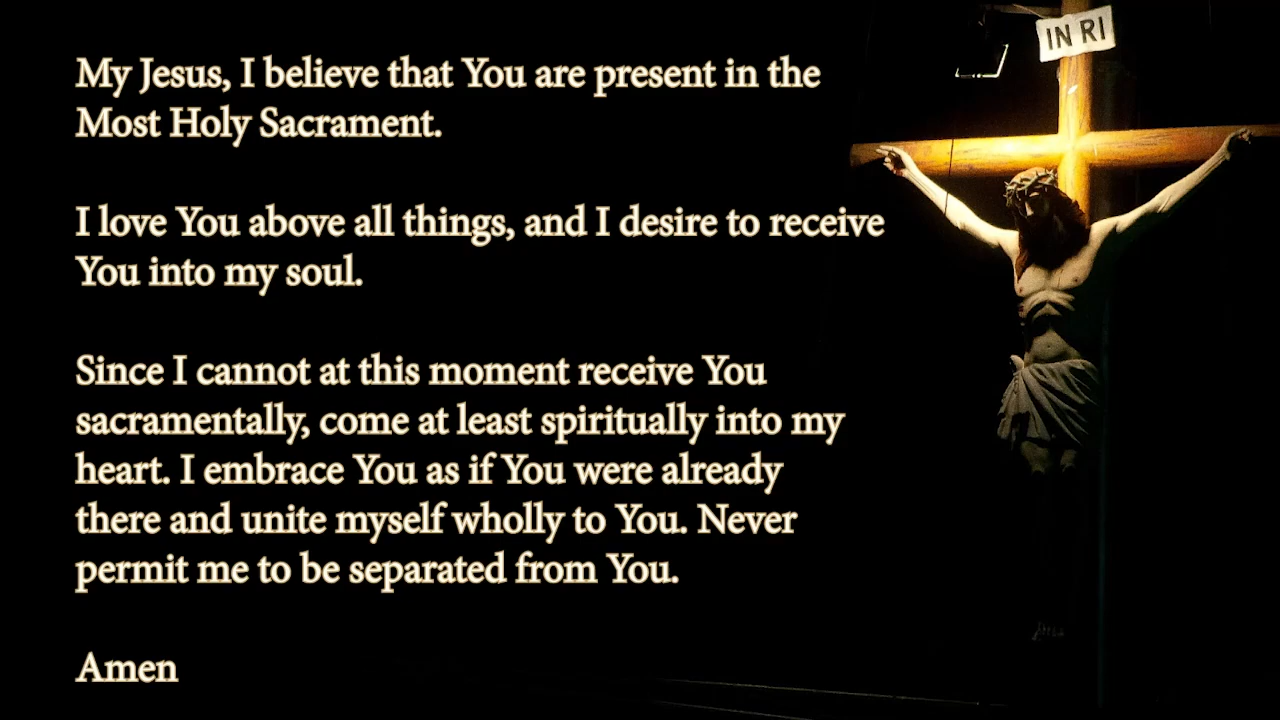 My Jesus, I believe that You are present in the
Most Holy Sacrament.
I love You above all things, and I desire to receive
You into my soul.
Since I cannot at this moment receive You
sacramentally, come at least spiritually into my
heart. I embrace You as if You were already
there and unite myself wholly to You. Never
permit me to be separated from You.
Amen
IN RI